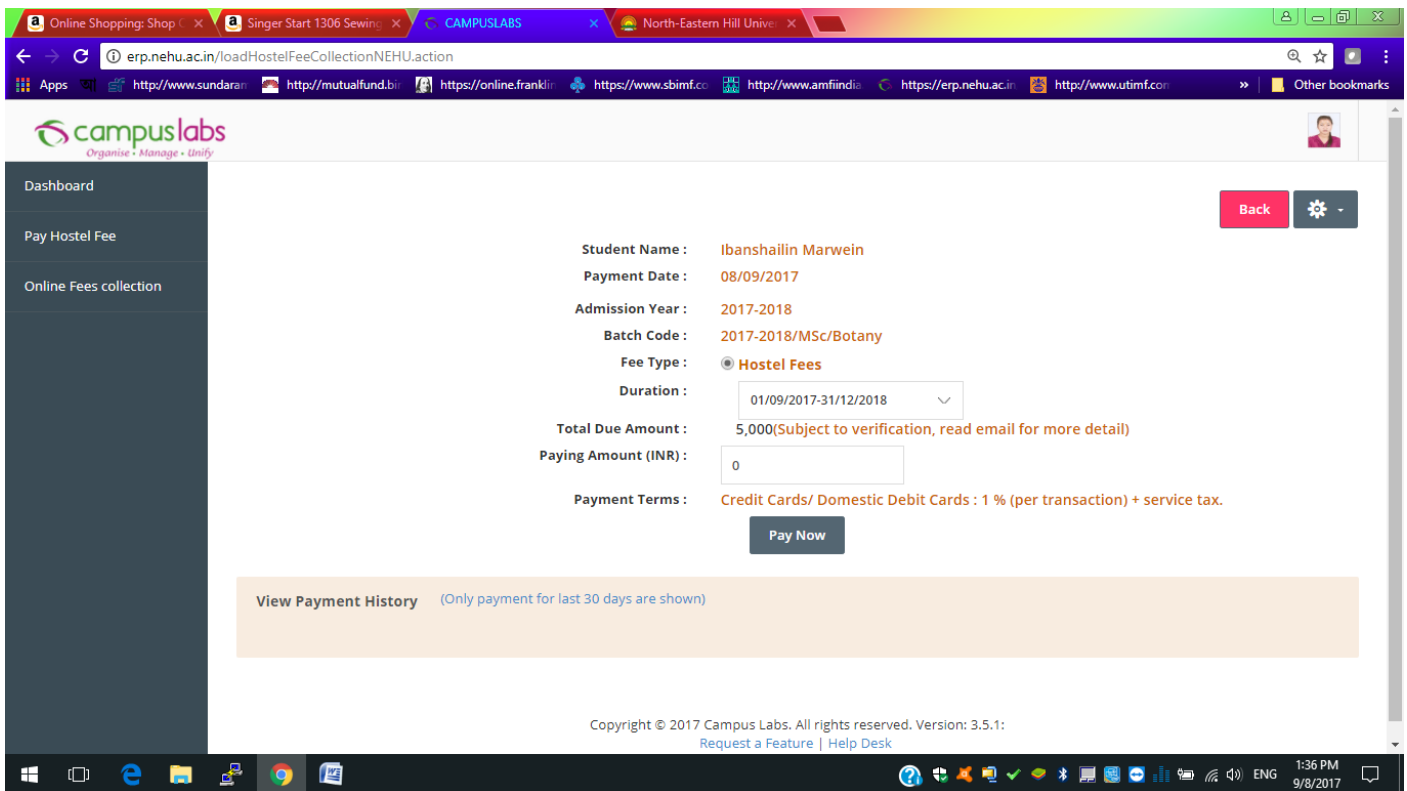 Online Shopping: Shop
Singer Start 1306 Sewing
CAMPUSLABS
North-Eastern Hill Univer
erp.nehu.ac.in/loadHostelFeeCollectionNEHU.action
Apps
http://www.sundaram
http://mutualfund.bir
https://online.franklin
https://www.sbimf.co
http://www.amfiindia
https://erp.nehu.ac.in
http://www.utimf.com
»
Other bookmarks
campuslabs
Organise • Manage • Unify
Dashboard
Pay Hostel Fee
Online Fees collection
Back
Student Name : Ibanshailin Marwein
Payment Date : 08/09/2017
Admission Year : 2017-2018
Batch Code : 2017-2018/MSc/Botany
Fee Type : Hostel Fees
Duration : 01/09/2017-31/12/2018
Total Due Amount : 5,000(Subject to verification, read email for more detail)
Paying Amount (INR) : 0
Payment Terms : Credit Cards/ Domestic Debit Cards : 1 % (per transaction) + service tax.
Pay Now
View Payment History (Only payment for last 30 days are shown)
Copyright © 2017 Campus Labs. All rights reserved. Version: 3.5.1:
Request a Feature | Help Desk
ENG
1:36 PM
9/8/2017